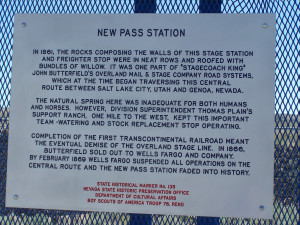 NEW PASS STATION
IN 1861, THE ROCKS COMPOSING THE WALLS OF THIS STAGE STATION
AND FREIGHTER STOP WERE IN NEAT ROWS AND ROOFED WITH
BUNDLES OF WILLOW. IT WAS ONE PART OF "STAGECOACH KING"
JOHN BUTTERFIELD'S OVERLAND MAIL & STAGE COMPANY ROAD SYSTEMS,
WHICH AT THE TIME BEGAN TRAVERSING THIS CENTRAL
ROUTE BETWEEN SALT LAKE CITY, UTAH AND GENOA, NEVADA.
THE NATURAL SPRING HERE WAS INADEQUATE FOR BOTH HUMANS
AND HORSES. HOWEVER, DIVISION SUPERINTENDENT THOMAS PLAIN'S
SUPPORT RANCH, ONE MILE TO THE WEST, KEPT THIS IMPORTANT
TEAM -WATERING AND STOCK REPLACEMENT STOP OPERATING.
COMPLETION OF THE FIRST TRANSCONTINENTAL RAILROAD MEANT
THE EVENTUAL DEMISE OF THE OVERLAND STAGE LINE. IN 1866,
BUTTERFIELD SOLD OUT TO WELLS FARGO AND COMPANY.
BY FEBRUARY 1869 WELLS FARGO SUSPENDED ALL OPERATIONS ON THE
CENTRAL ROUTE AND THE NEW PASS STATION FADED INTO HISTORY.
STATE HISTORICAL MARKER No. 135
NEVADA STATE HISTORIC PRESERVATION OFFICE
DEPARTMENT OF CULTURAL AFFAIRS
BOY SCOUTS OF AMERICA TROOP 75, RENO